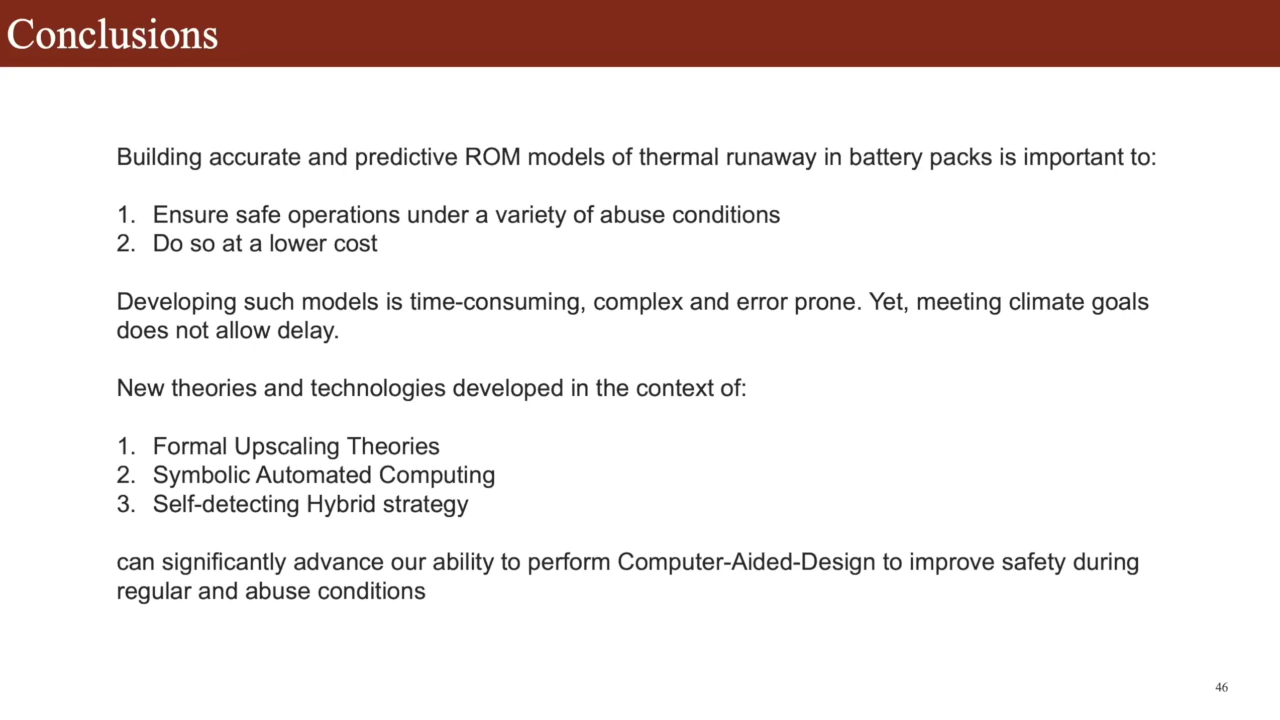 Conclusions
Building accurate and predictive ROM models of thermal runaway in battery packs is important to:
1. Ensure safe operations under a variety of abuse conditions
2. Do so at a lower cost
Developing such models is time-consuming, complex and error prone. Yet, meeting climate goals
does not allow delay.
New theories and technologies developed in the context of:
1. Formal Upscaling Theories
2. Symbolic Automated Computing
3. Self-detecting Hybrid strategy
can significantly advance our ability to perform Computer-Aided-Design to improve safety during
regular and abuse conditions
46